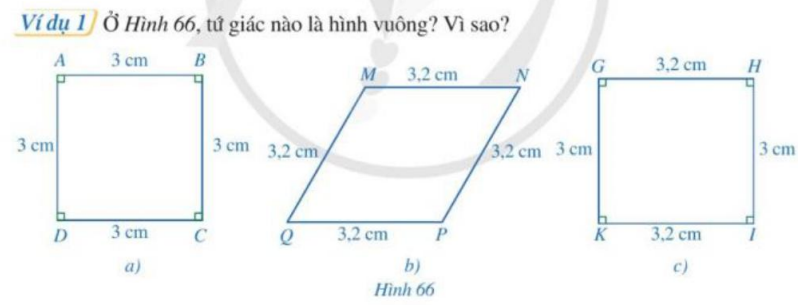 Ví dụ 1 Ở Hình 66, tứ giác nào là hình vuông? Vì sao?
A 3 cm B
3 cm 3 cm
D 3 cm C
a)
M 3,2 cm N
3,2 cm 3,2 cm
Q 3,2 cm P
b)
G 3,2 cm H
3 cm 3 cm
K 3,2 cm I
c)
Hình 66